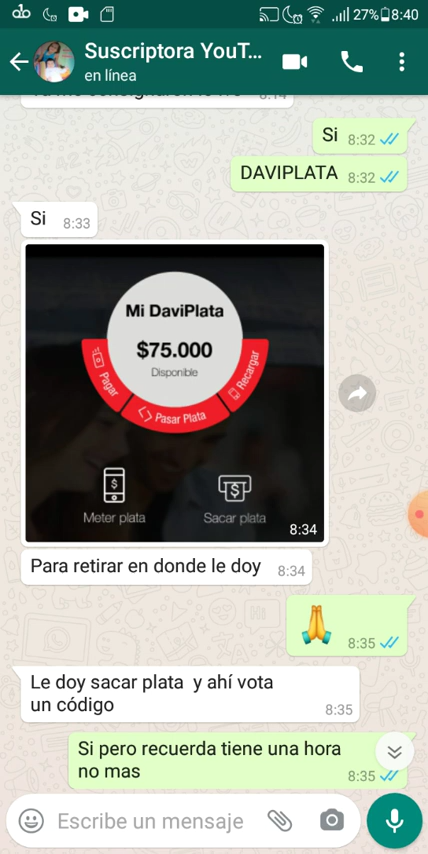 27% 8:40
Suscriptora YouT...
en línea
8:14
Si 8:32
DAVIPLATA 8:32
Si 8:33
Mi DaviPlata
$75.000
Disponible
Pagar
Pasar Plata
Recargar
Meter plata
Sacar plata
8:34
Para retirar en donde le doy 8:34
8:35
Le doy sacar plata y ahí vota
un código 8:35
Si pero recuerda tiene una hora
no mas 8:35
Escribe un mensaje